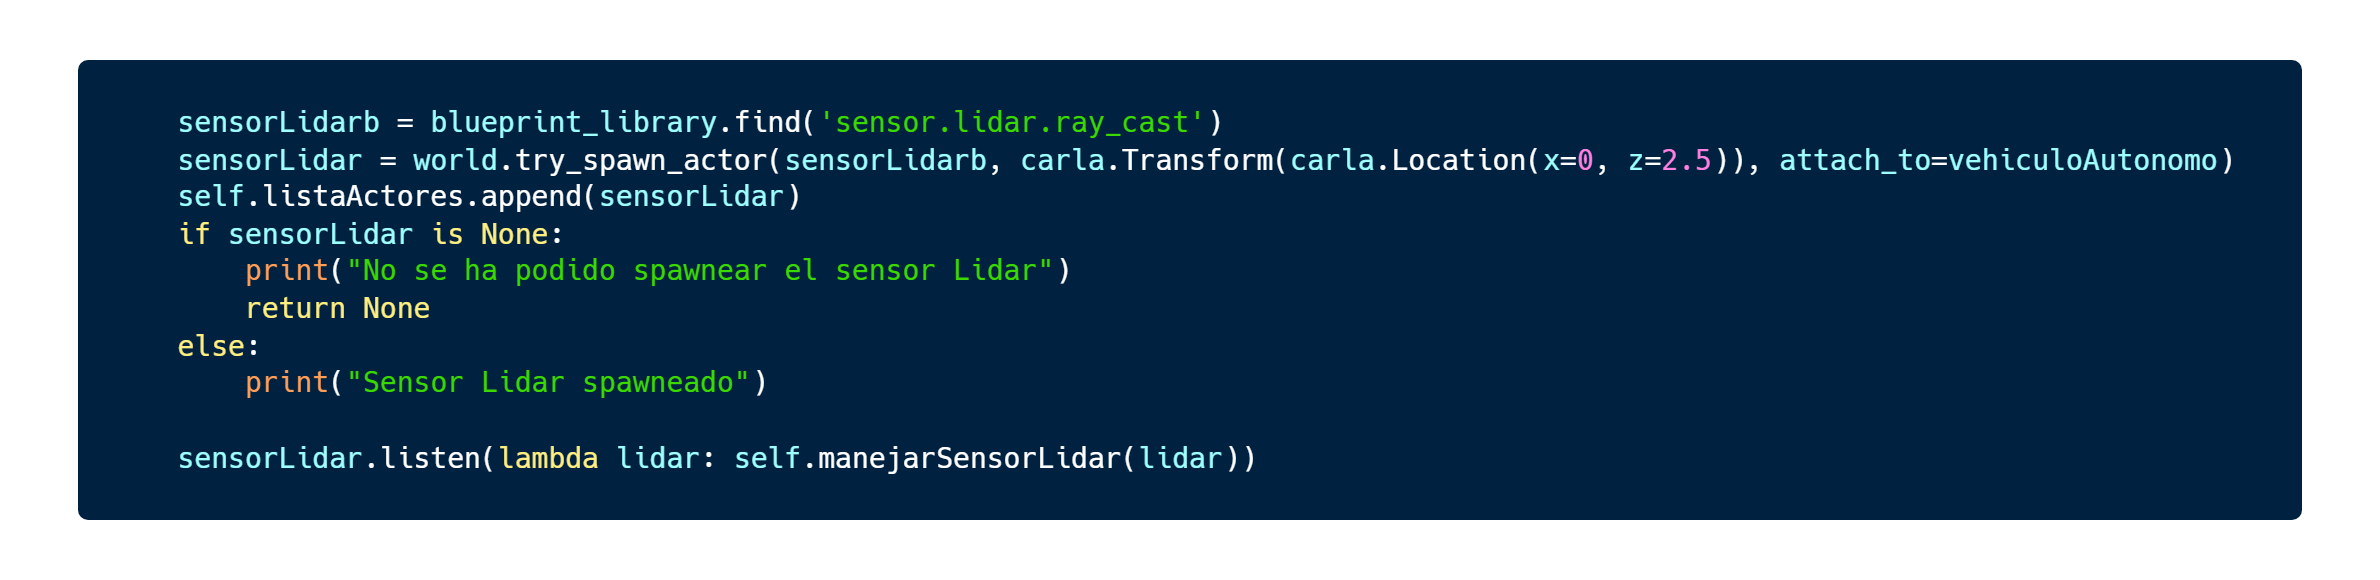 sensorLidarb = blueprint_library.find('sensor.lidar.ray_cast')
sensorLidar = world.try_spawn_actor(sensorLidarb, carla.Transform(carla.Location(x=0, z=2.5)), attach_to=vehiculoAutonomo)
self.listaActores.append(sensorLidar)
if sensorLidar is None:
    print("No se ha podido spawnear el sensor Lidar")
    return None
else:
    print("Sensor Lidar spawneado")

sensorLidar.listen(lambda lidar: self.manejarSensorLidar(lidar))